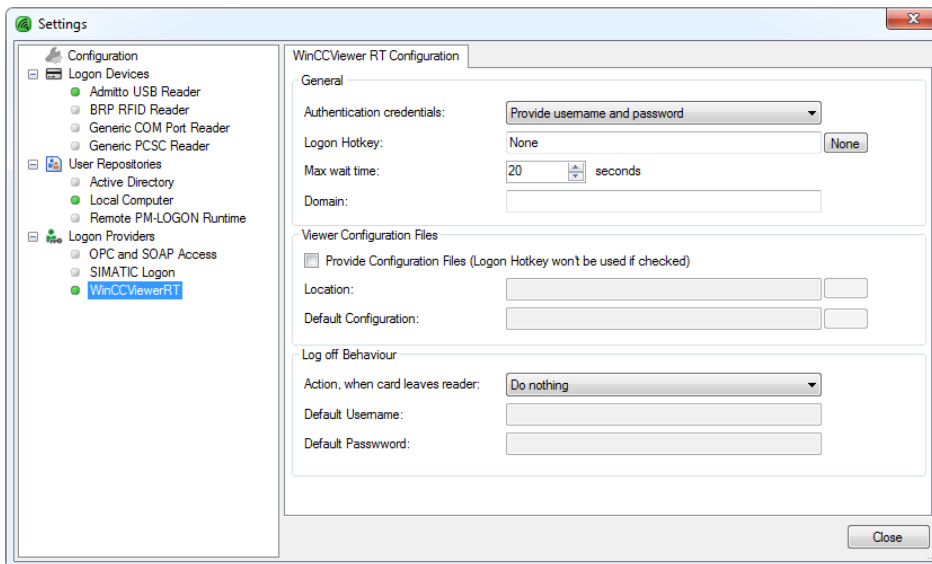 Settings
Configuration
Logon Devices
Admitto USB Reader
BRP RFID Reader
Generic COM Port Reader
Generic PCSC Reader
User Repositories
Active Directory
Local Computer
Remote PM-LOGON Runtime
Logon Providers
OPC and SOAP Access
SIMATIC Logon
WinCCViewerRT
WinCCViewer RT Configuration
General
Authentication credentials: Provide username and password
Logon Hotkey: None None
Max wait time: 20 seconds
Domain:
Viewer Configuration Files
Provide Configuration Files (Logon Hotkey won't be used if checked)
Location:
Default Configuration:
Log off Behaviour
Action, when card leaves reader: Do nothing
Default Username:
Default Passwword:
Close